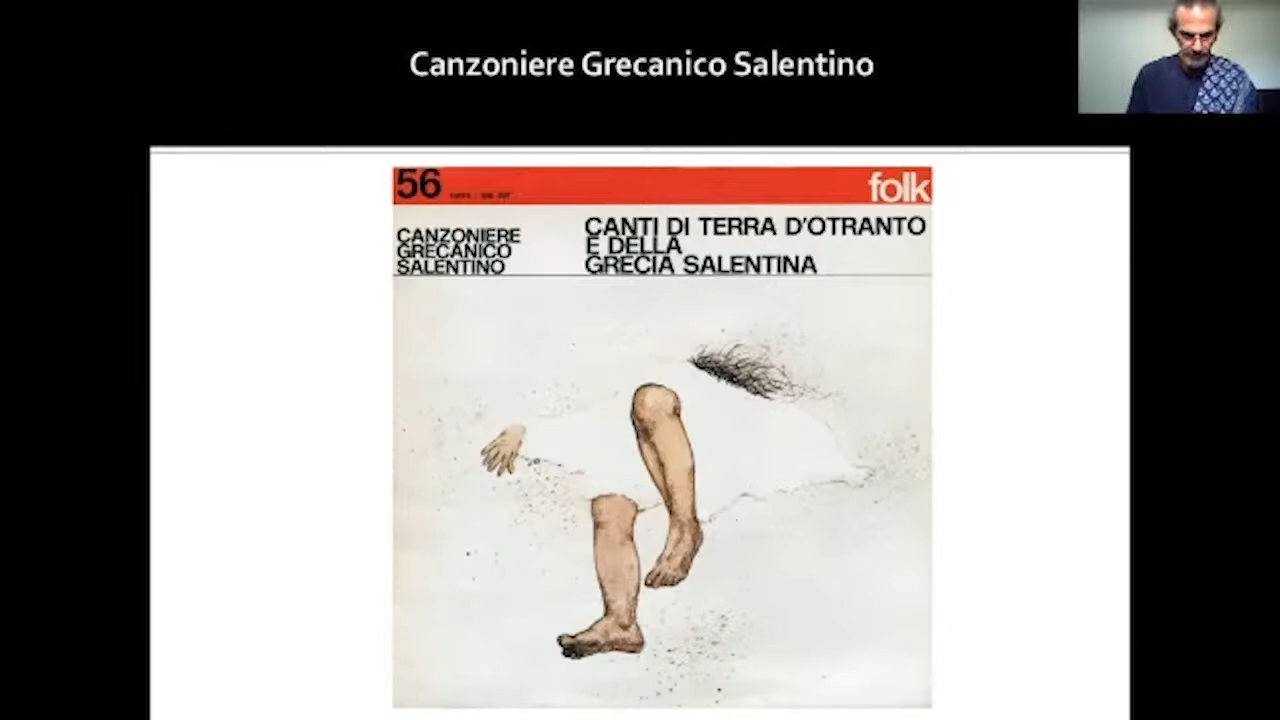 Canzoniere Grecanico Salentino
56
folk
CANZONIERE
GRECANICO
SALENTINO
CANTI DI TERRA D'OTRANTO
E DELLA
GRECIA SALENTINA